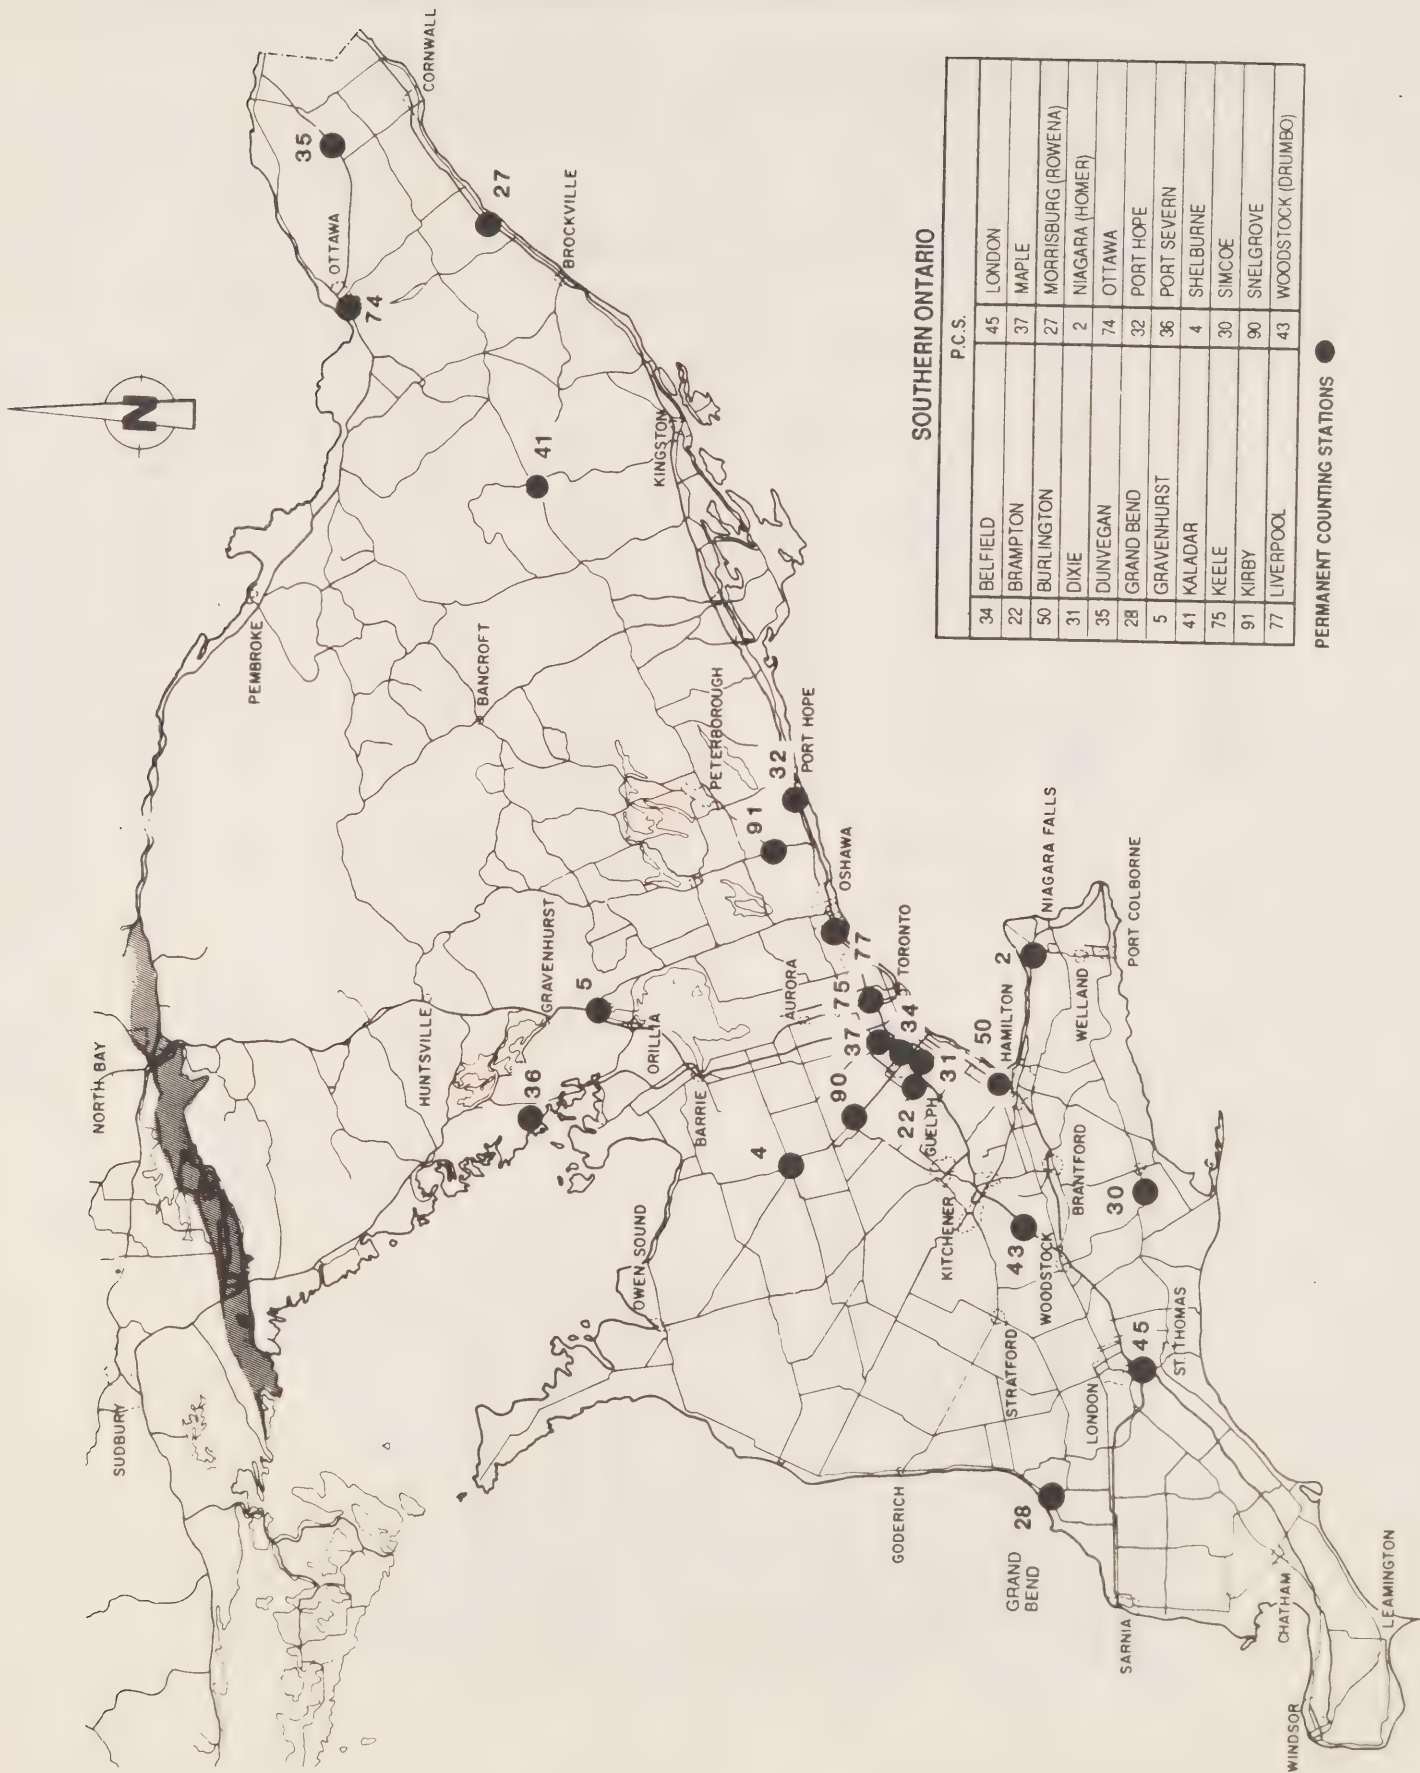 N
NORTH BAY
SUDBURY
PEMBROKE
HUNTSVILLE
GRAVENHURST
5
36
ORILLIA
BARRIE
BANCROFT
OTTAWA
35
74
CORNWALL
27
BROCKVILLE
41
KINGSTON
PETERBOROUGH
91
32
PORT HOPE
OSHAWA
77
AURORA
75
TORONTO
37
34
31
90
22
GUELPH
4
OWEN SOUND
50
HAMILTON
2
NIAGARA FALLS
WELLAND
PORT COLBORNE
BRANTFORD
30
KITCHENER
43
WOODSTOCK
STRATFORD
LONDON
45
ST. THOMAS
GODERICH
28
GRAND
BEND
SARNIA
CHATHAM
LEAMINGTON
WINDSOR
SOUTHERN ONTARIO
P.C.S.
34 BELFIELD 45 LONDON
22 BRAMPTON 37 MAPLE
50 BURLINGTON 27 MORRISBURG (ROWENA)
31 DIXIE 2 NIAGARA (HOMER)
35 DUNVEGAN 74 OTTAWA
28 GRAND BEND 32 PORT HOPE
5 GRAVENHURST 36 PORT SEVERN
41 KALADAR 4 SHELBURNE
75 KEELE 30 SIMCOE
91 KIRBY 90 SNELGROVE
77 LIVERPOOL 43 WOODSTOCK (DRUMBO)
PERMANENT COUNTING STATIONS